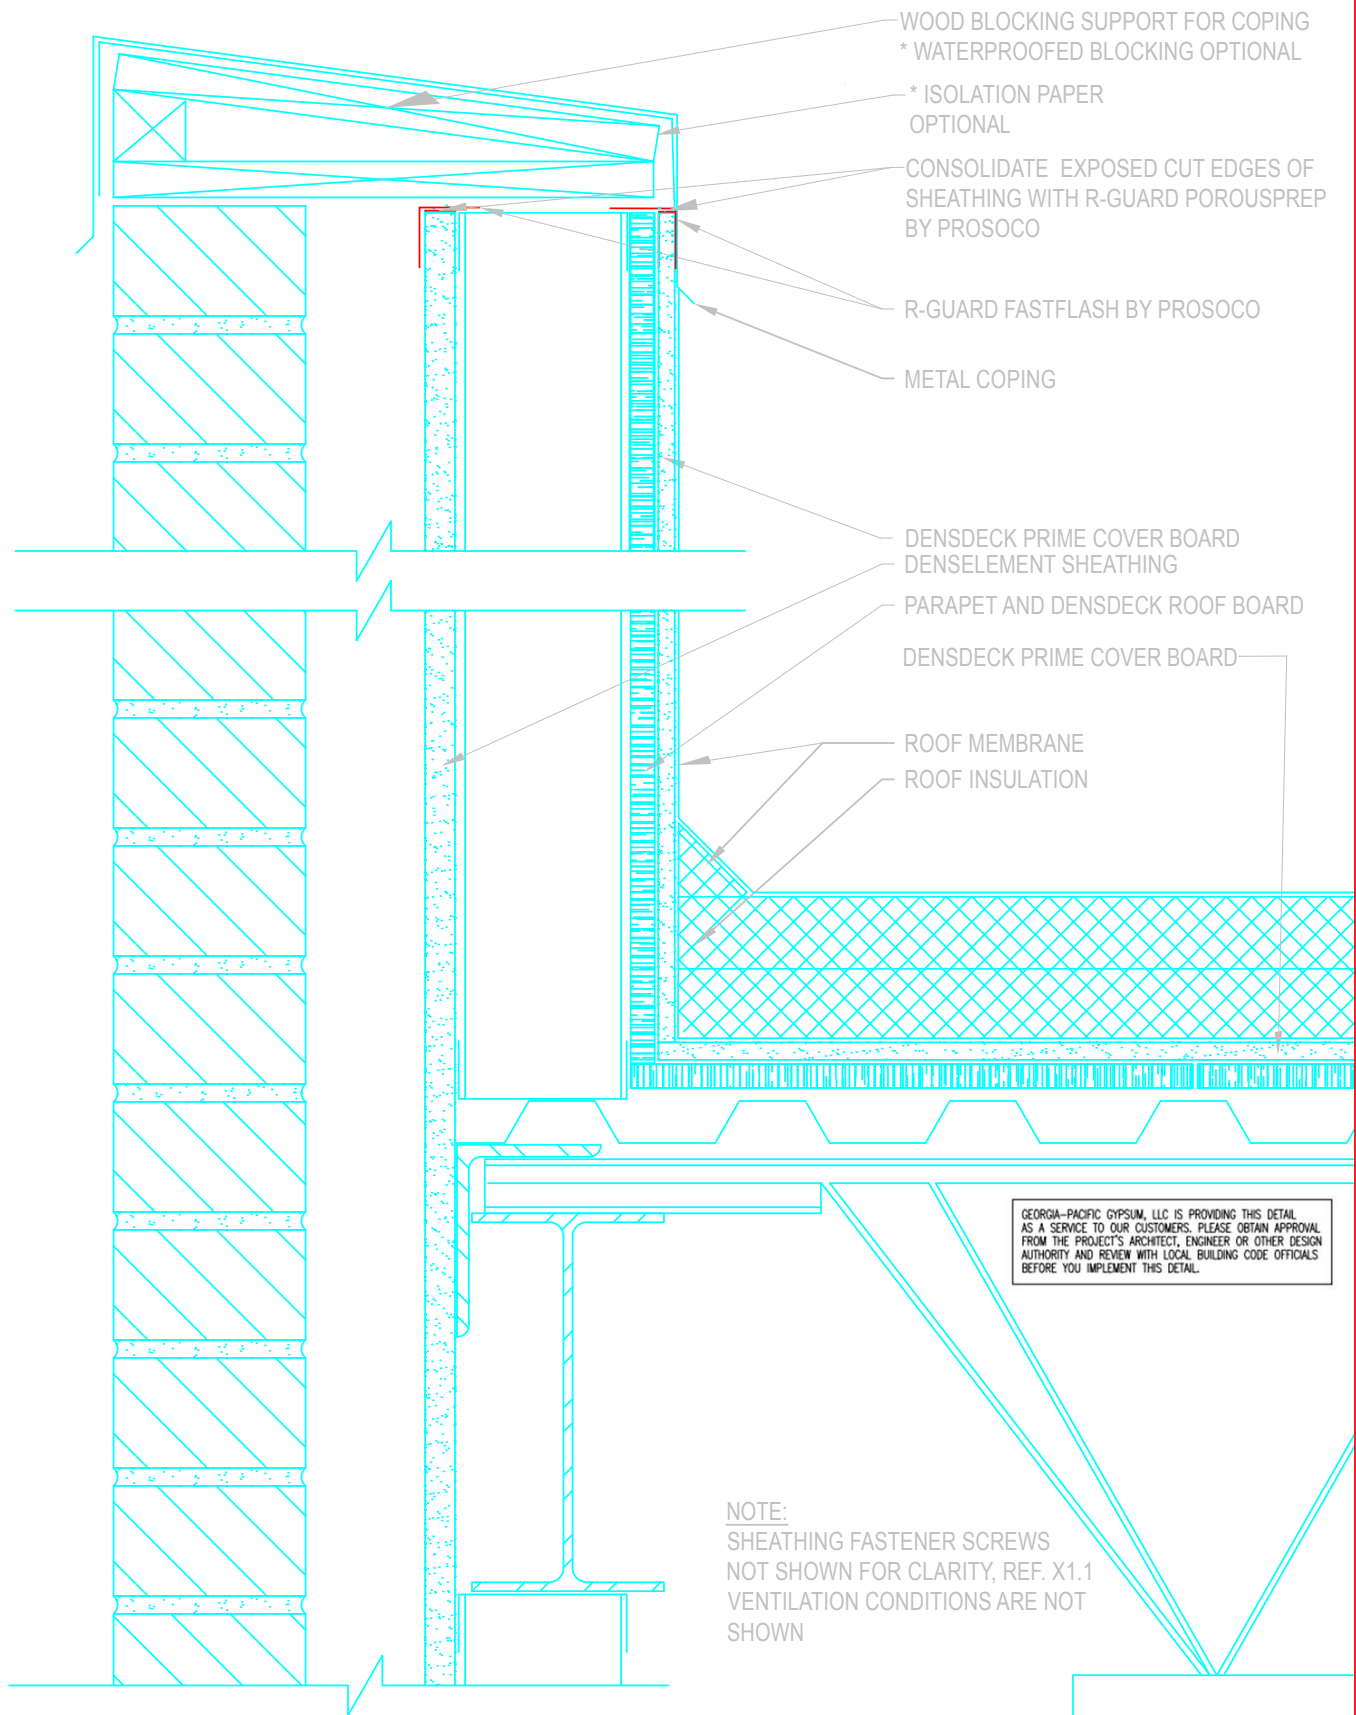 WOOD BLOCKING SUPPORT FOR COPING
* WATERPROOFED BLOCKING OPTIONAL
* ISOLATION PAPER
OPTIONAL
CONSOLIDATE EXPOSED CUT EDGES OF
SHEATHING WITH R-GUARD POROUSPREP
BY PROSOCO
R-GUARD FASTFLASH BY PROSOCO
METAL COPING
DENSDECK PRIME COVER BOARD
DENSELEMENT SHEATHING
PARAPET AND DENSDECK ROOF BOARD
DENSDECK PRIME COVER BOARD
ROOF MEMBRANE
ROOF INSULATION
GEORGIA-PACIFIC GYPSUM, LLC IS PROVIDING THIS DETAIL
AS A SERVICE TO OUR CUSTOMERS. PLEASE OBTAIN APPROVAL
FROM THE PROJECT'S ARCHITECT, ENGINEER OR OTHER DESIGN
AUTHORITY AND REVIEW WITH LOCAL BUILDING CODE OFFICIALS
BEFORE YOU IMPLEMENT THIS DETAIL.
NOTE:
SHEATHING FASTENER SCREWS
NOT SHOWN FOR CLARITY, REF. X1.1
VENTILATION CONDITIONS ARE NOT
SHOWN